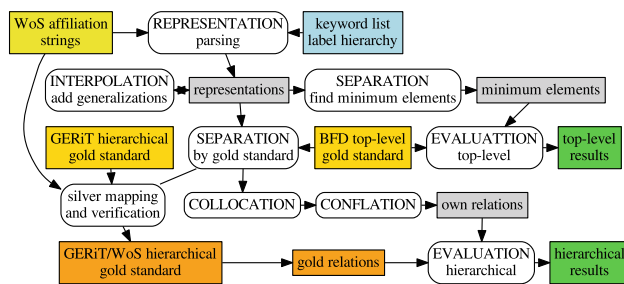 WoS affiliation
strings
REPRESENTATION
parsing
keyword list
label hierarchy
INTERPOLATION
add generalizations
representations
SEPARATION
find minimum elements
minimum elements
GERiT hierarchical
gold standard
SEPARATION
by gold standard
BFD top-level
gold standard
EVALUATTION
top-level
top-level
results
silver mapping
and verification
COLLOCATION
CONFLATION
own relations
GERiT/WoS hierarchical
gold standard
gold relations
EVALUATION
hierarchical
hierarchical
results